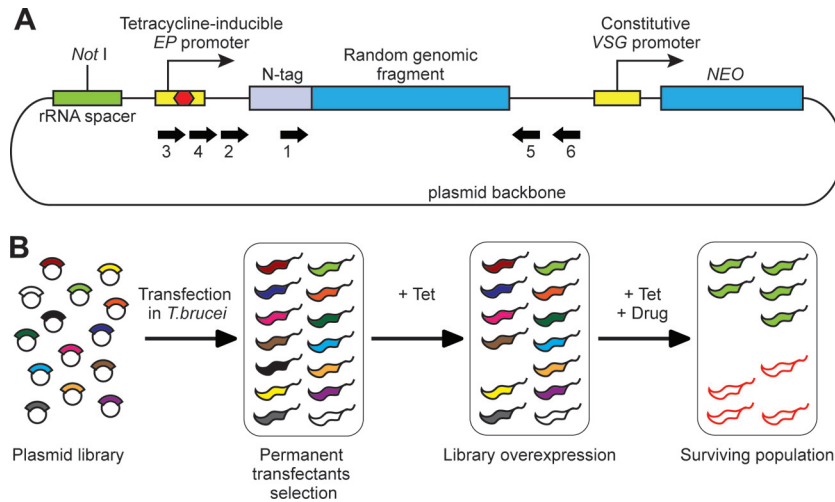 A
Tetracycline-inducible
EP promoter
Constitutive
VSG promoter
Not I
N-tag
Random genomic
fragment
NEO
rRNA spacer
3
4
2
1
5
6
plasmid backbone
B
Transfection
in T.brucei
+ Tet
+ Tet
+ Drug
Plasmid library
Permanent
transfectants
selection
Library overexpression
Surviving population